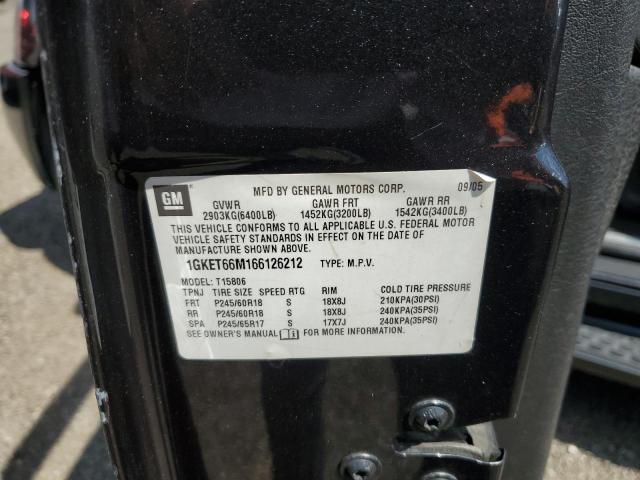 GM
MFD BY GENERAL MOTORS CORP. 09/05
GVWR GAWR FRT GAWR RR
2903KG(6400LB) 1452KG(3200LB) 1542KG(3400LB)
THIS VEHICLE CONFORMS TO ALL APPLICABLE U.S. FEDERAL MOTOR
VEHICLE SAFETY STANDARDS IN EFFECT ON THE DATE OF
MANUFACTURE SHOWN ABOVE.
1GKET66M166126212 TYPE: M.P.V.
MODEL: T15806
TPNJ TIRE SIZE SPEED RTG RIM COLD TIRE PRESSURE
FRT P245/60R18 S 18X8J 210KPA(30PSI)
RR P245/60R18 S 18X8J 240KPA(35PSI)
SPA P245/65R17 S 17X7J 240KPA(35PSI)
SEE OWNER'S MANUAL FOR MORE INFORMATION.